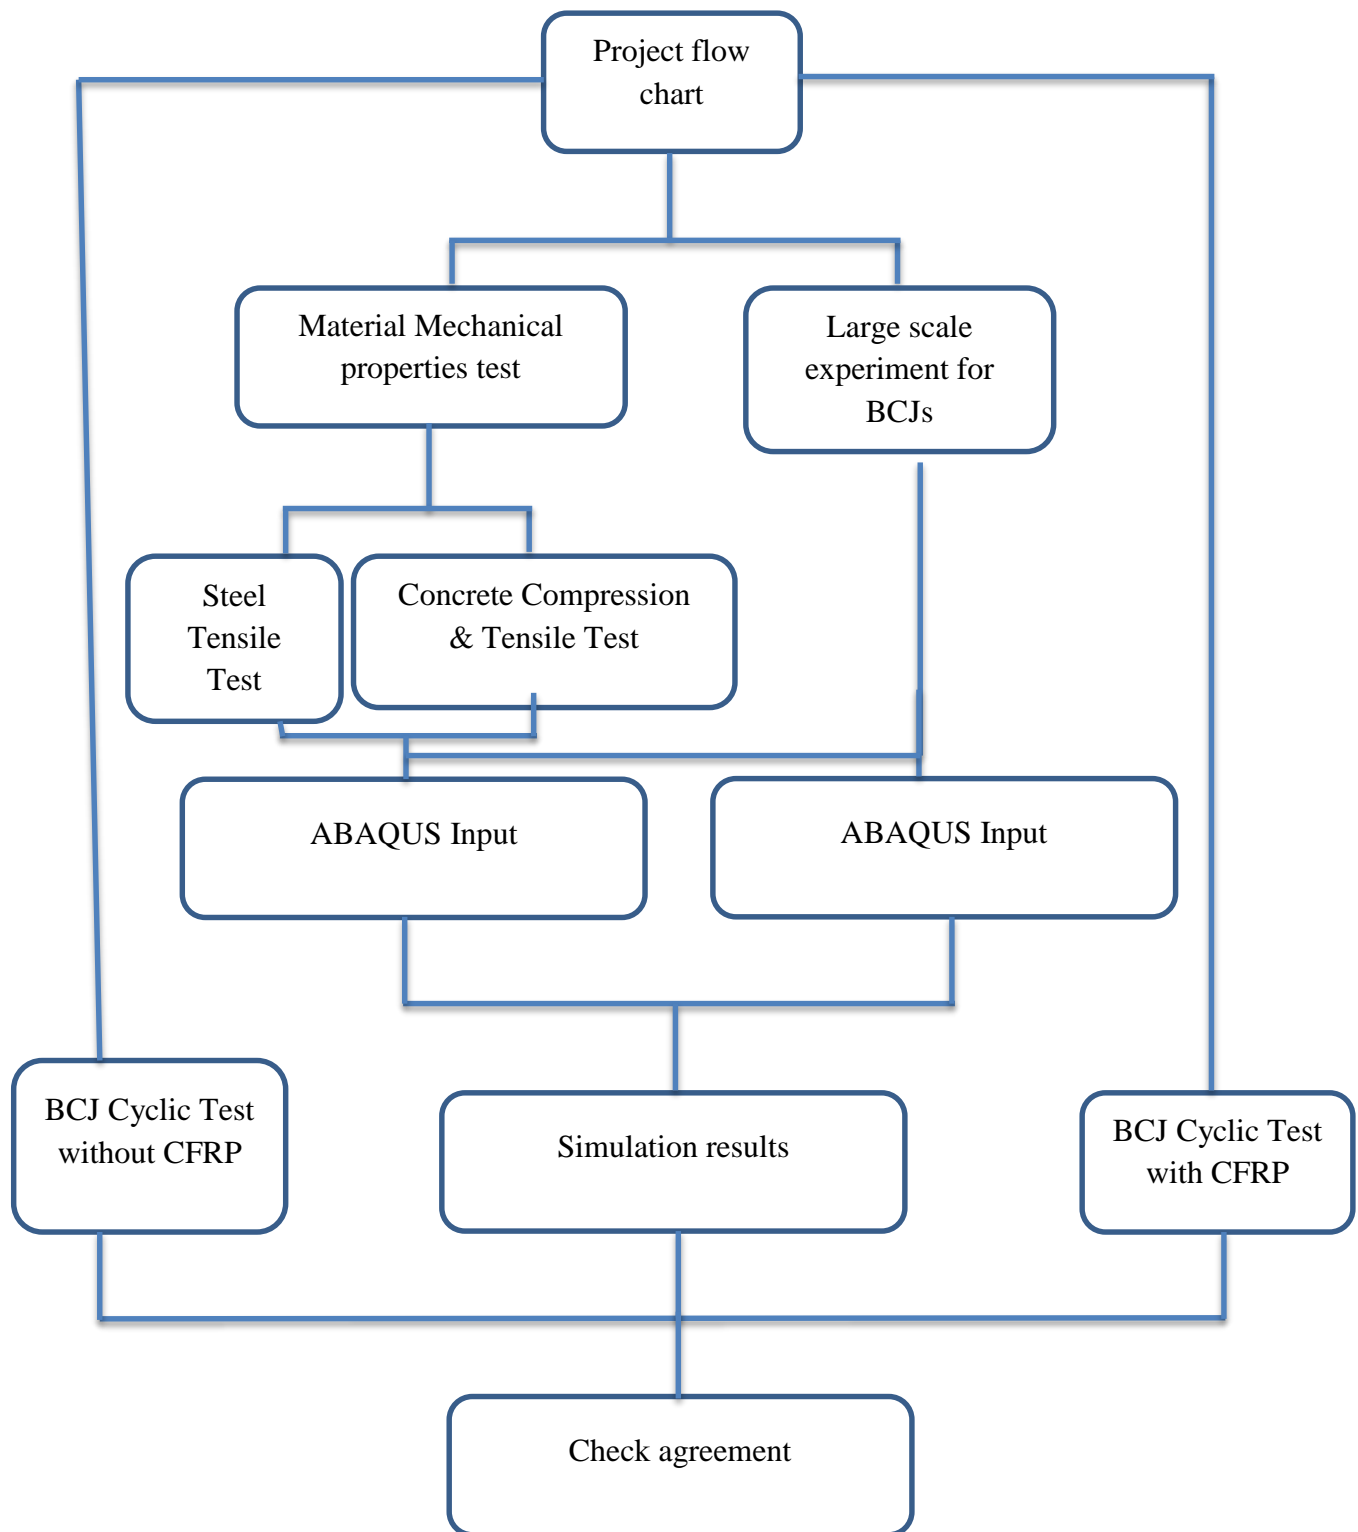 Project flow
chart
Material Mechanical
properties test
Large scale
experiment for
BCJs
Steel
Tensile
Test
Concrete Compression
& Tensile Test
ABAQUS Input
ABAQUS Input
BCJ Cyclic Test
without CFRP
Simulation results
BCJ Cyclic Test
with CFRP
Check agreement